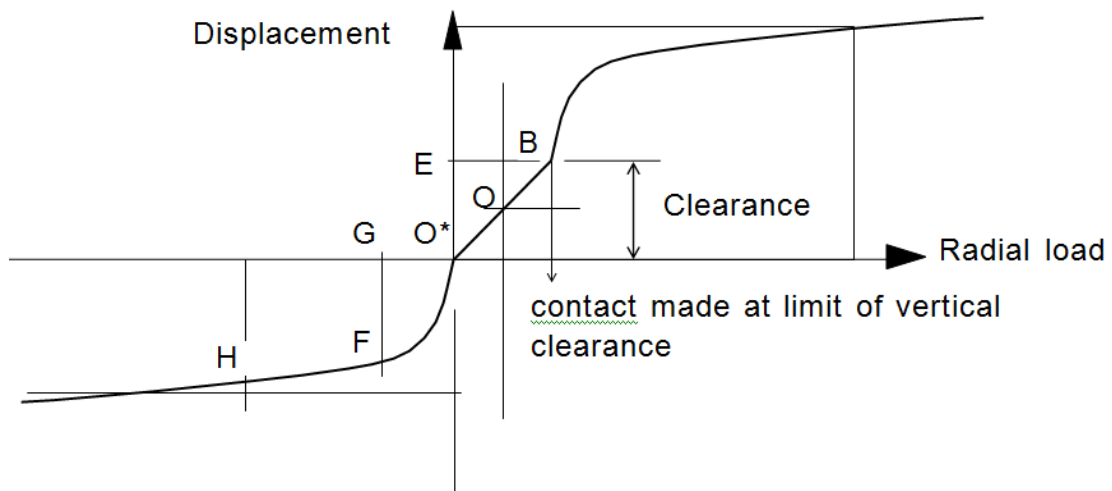 Displacement
B
E
O
Clearance
G
O*
Radial load
contact made at limit of vertical
clearance
F
H